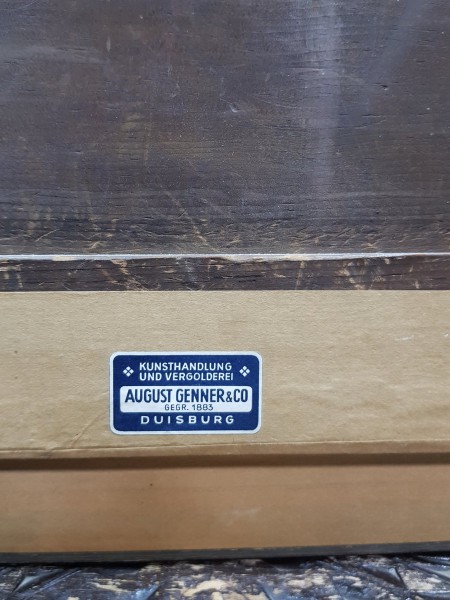 KUNSTHANDLUNG
UND VERGOLDEREI
AUGUST GENNER & CO
GEGR. 1883
DUISBURG